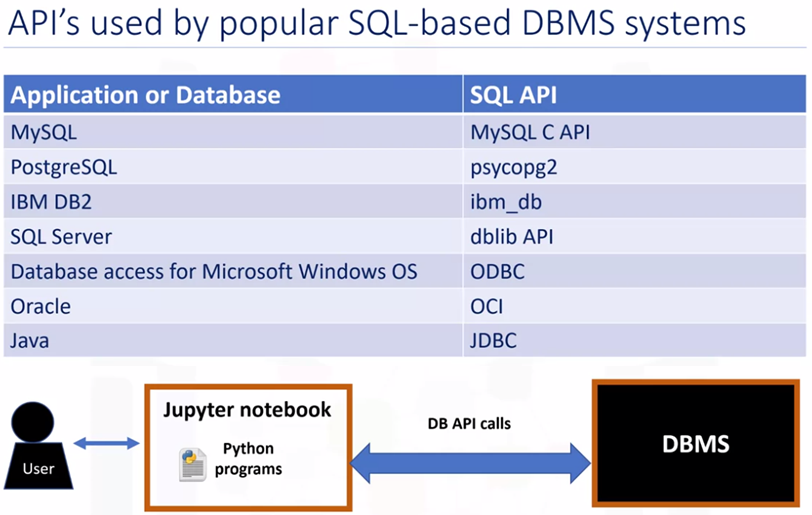 API's used by popular SQL-based DBMS systems
Application or Database SQL API
MySQL MySQL C API
PostgreSQL psycopg2
IBM DB2 ibm_db
SQL Server dblib API
Database access for Microsoft Windows OS ODBC
Oracle OCI
Java JDBC
User
Jupyter notebook
Python
programs
DB API calls
DBMS